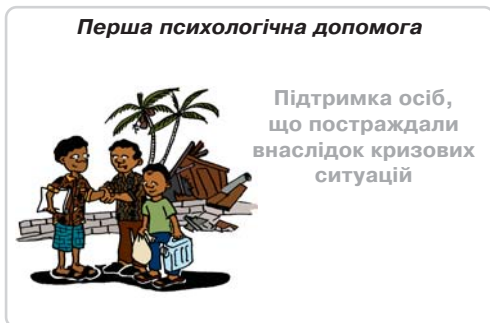 Перша психологічна допомога
Підтримка осіб,
що постраждали
внаслідок кризових
ситуацій